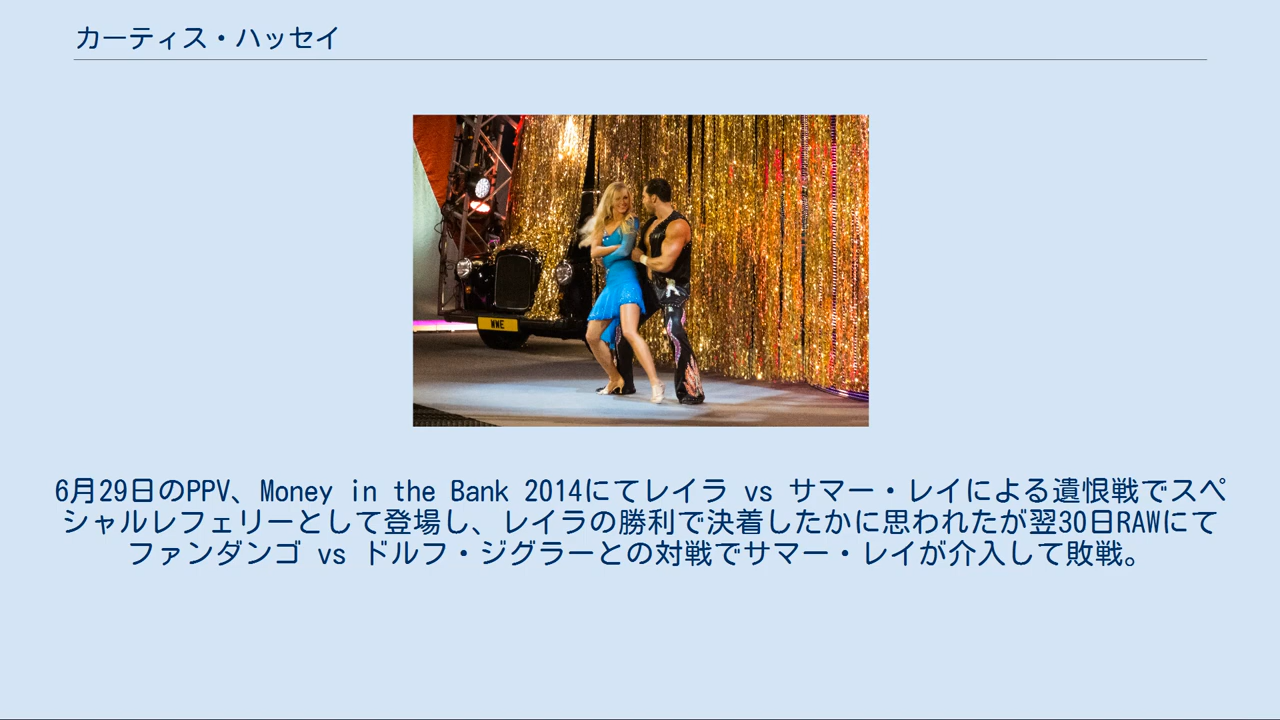 カーティス・ハッセイ
WWE
6月29日のPPV、Money in the Bank 2014にてレイラ vs サマー・レイによる遺恨戦でスペ
シャルレフェリーとして登場し、レイラの勝利で決着したかに思われたが翌30日RAWにて
ファンダンゴ vs ドルフ・ジグラーとの対戦でサマー・レイが介入して敗戦。